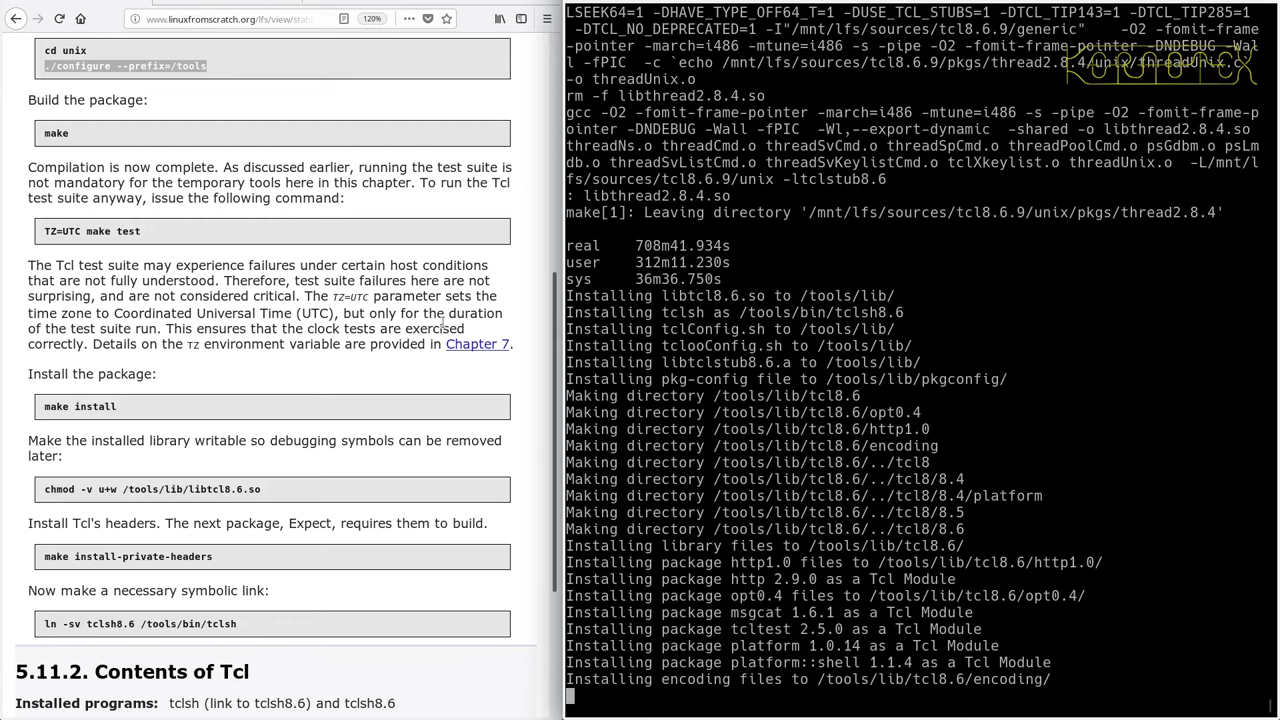 www.linuxfromscratch.org/lfs/view/stabl
120%
cd unix
./configure --prefix=/tools
Build the package:
make
Compilation is now complete. As discussed earlier, running the test suite is
not mandatory for the temporary tools here in this chapter. To run the Tcl
test suite anyway, issue the following command:
TZ=UTC make test
The Tcl test suite may experience failures under certain host conditions
that are not fully understood. Therefore, test suite failures here are not
surprising, and are not considered critical. The TZ=UTC parameter sets the
time zone to Coordinated Universal Time (UTC), but only for the duration
of the test suite run. This ensures that the clock tests are exercised
correctly. Details on the TZ environment variable are provided in Chapter 7.
Install the package:
make install
Make the installed library writable so debugging symbols can be removed
later:
chmod -v u+w /tools/lib/libtcl8.6.so
Install Tcl's headers. The next package, Expect, requires them to build.
make install-private-headers
Now make a necessary symbolic link:
ln -sv tclsh8.6 /tools/bin/tclsh
5.11.2. Contents of Tcl
Installed programs: tclsh (link to tclsh8.6) and tclsh8.6
LSEEK64=1 -DHAVE_TYPE_OFF64_T=1 -DUSE_TCL_STUBS=1 -DTCL_TIP143=1 -DTCL_TIP285=1
-DTCL_NO_DEPRECATED=1 -I"/mnt/lfs/sources/tcl8.6.9/generic" -O2 -fomit-frame
-pointer -march=i486 -mtune=i486 -s -pipe -O2 -fomit-frame-pointer -DNDEBUG -Wal
l -fPIC -c `echo /mnt/lfs/sources/tcl8.6.9/pkgs/thread2.8.4/unix/threadUnix.c`
-o threadUnix.o
rm -f libthread2.8.4.so
gcc -O2 -fomit-frame-pointer -march=i486 -mtune=i486 -s -pipe -O2 -fomit-frame-p
ointer -DNDEBUG -Wall -fPIC -Wl,--export-dynamic -shared -o libthread2.8.4.so
threadNs.o threadCmd.o threadSvCmd.o threadSpCmd.o threadPoolCmd.o psGdbm.o psLm
db.o threadSvListCmd.o threadSvKeylistCmd.o tclXkeylist.o threadUnix.o -L/mnt/l
fs/sources/tcl8.6.9/unix -ltclstub8.6
: libthread2.8.4.so
make[1]: Leaving directory '/mnt/lfs/sources/tcl8.6.9/unix/pkgs/thread2.8.4'
real 708m41.934s
user 312m11.230s
sys 36m36.750s
Installing libtcl8.6.so to /tools/lib/
Installing tclsh as /tools/bin/tclsh8.6
Installing tclConfig.sh to /tools/lib/
Installing tclooConfig.sh to /tools/lib/
Installing libtclstub8.6.a to /tools/lib/
Installing pkg-config file to /tools/lib/pkgconfig/
Making directory /tools/lib/tcl8.6
Making directory /tools/lib/tcl8.6/opt0.4
Making directory /tools/lib/tcl8.6/http1.0
Making directory /tools/lib/tcl8.6/encoding
Making directory /tools/lib/tcl8.6/../tcl8
Making directory /tools/lib/tcl8.6/../tcl8/8.4
Making directory /tools/lib/tcl8.6/../tcl8/8.4/platform
Making directory /tools/lib/tcl8.6/../tcl8/8.5
Making directory /tools/lib/tcl8.6/../tcl8/8.6
Installing library files to /tools/lib/tcl8.6/
Installing package http1.0 files to /tools/lib/tcl8.6/http1.0/
Installing package http 2.9.0 as a Tcl Module
Installing package opt0.4 files to /tools/lib/tcl8.6/opt0.4/
Installing package msgcat 1.6.1 as a Tcl Module
Installing package tcltest 2.5.0 as a Tcl Module
Installing package platform 1.0.14 as a Tcl Module
Installing package platform::shell 1.1.4 as a Tcl Module
Installing encoding files to /tools/lib/tcl8.6/encoding/